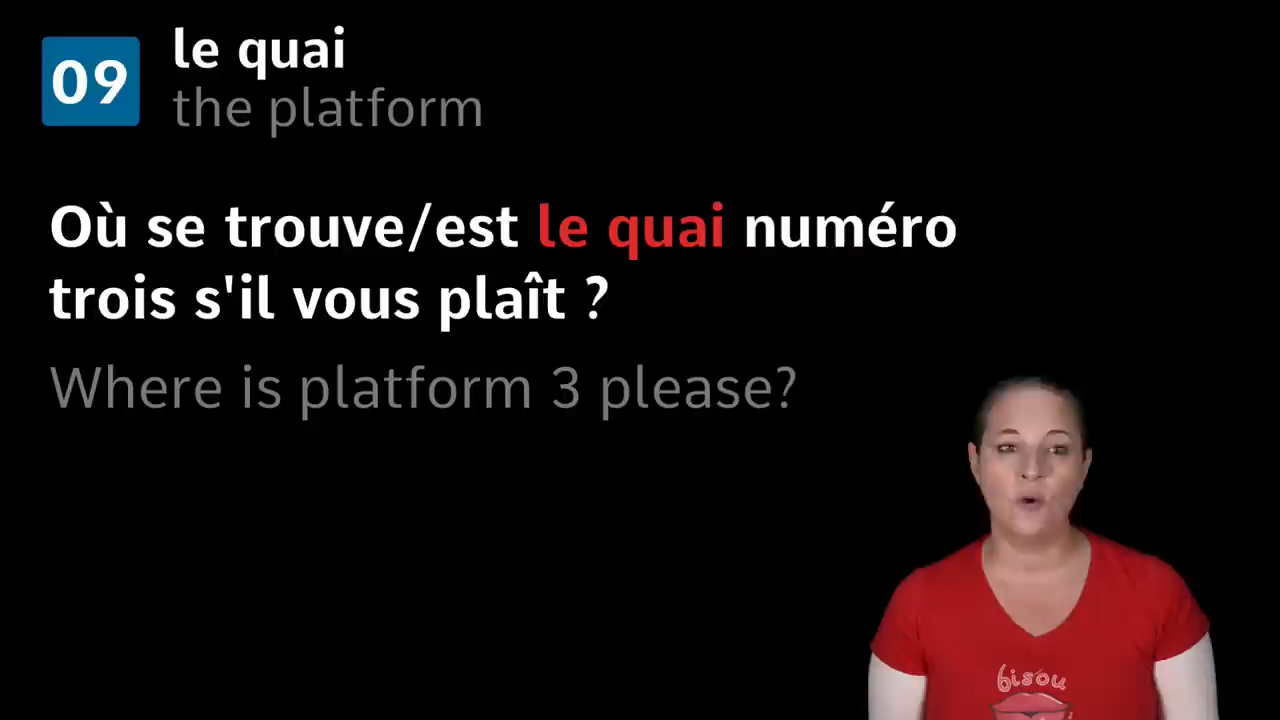 09
le quai
the platform
Où se trouve/est le quai numéro
trois s'il vous plaît ?
Where is platform 3 please?
bisou